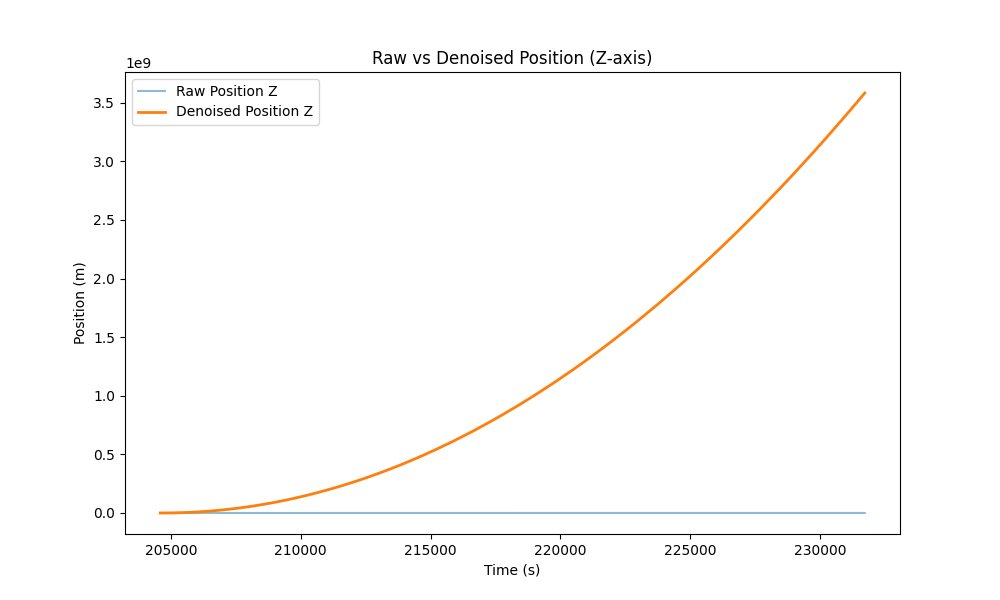 Raw vs Denoised Position (Z-axis)
1e9
Raw Position Z
Denoised Position Z
3.5
3.0
2.5
2.0
1.5
1.0
0.5
0.0
Position (m)
205000 210000 215000 220000 225000 230000
Time (s)